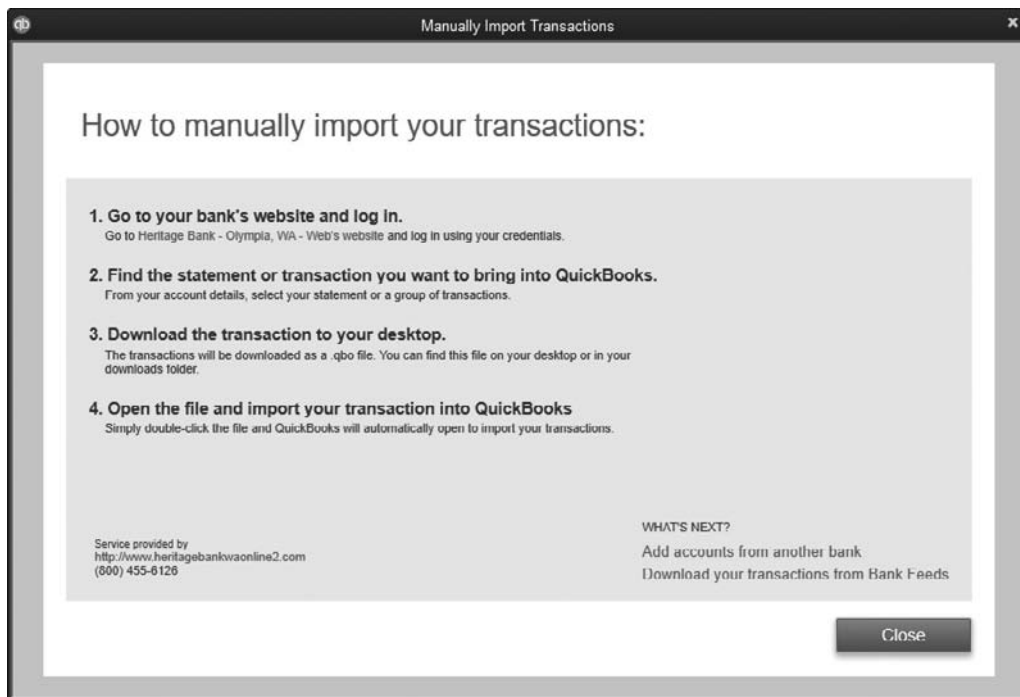 qb
Manually Import Transactions
How to manually import your transactions:
1. Go to your bank's website and log in.
Go to Heritage Bank - Olympia, WA - Web's website and log in using your credentials.
2. Find the statement or transaction you want to bring into QuickBooks.
From your account details, select your statement or a group of transactions.
3. Download the transaction to your desktop.
The transactions will be downloaded as a .qbo file. You can find this file on your desktop or in your
downloads folder.
4. Open the file and import your transaction into QuickBooks
Simply double-click the file and QuickBooks will automatically open to import your transactions.
Service provided by
http://www.heritagebankwaonline2.com
(800) 455-6126
WHAT'S NEXT?
Add accounts from another bank
Download your transactions from Bank Feeds
Close